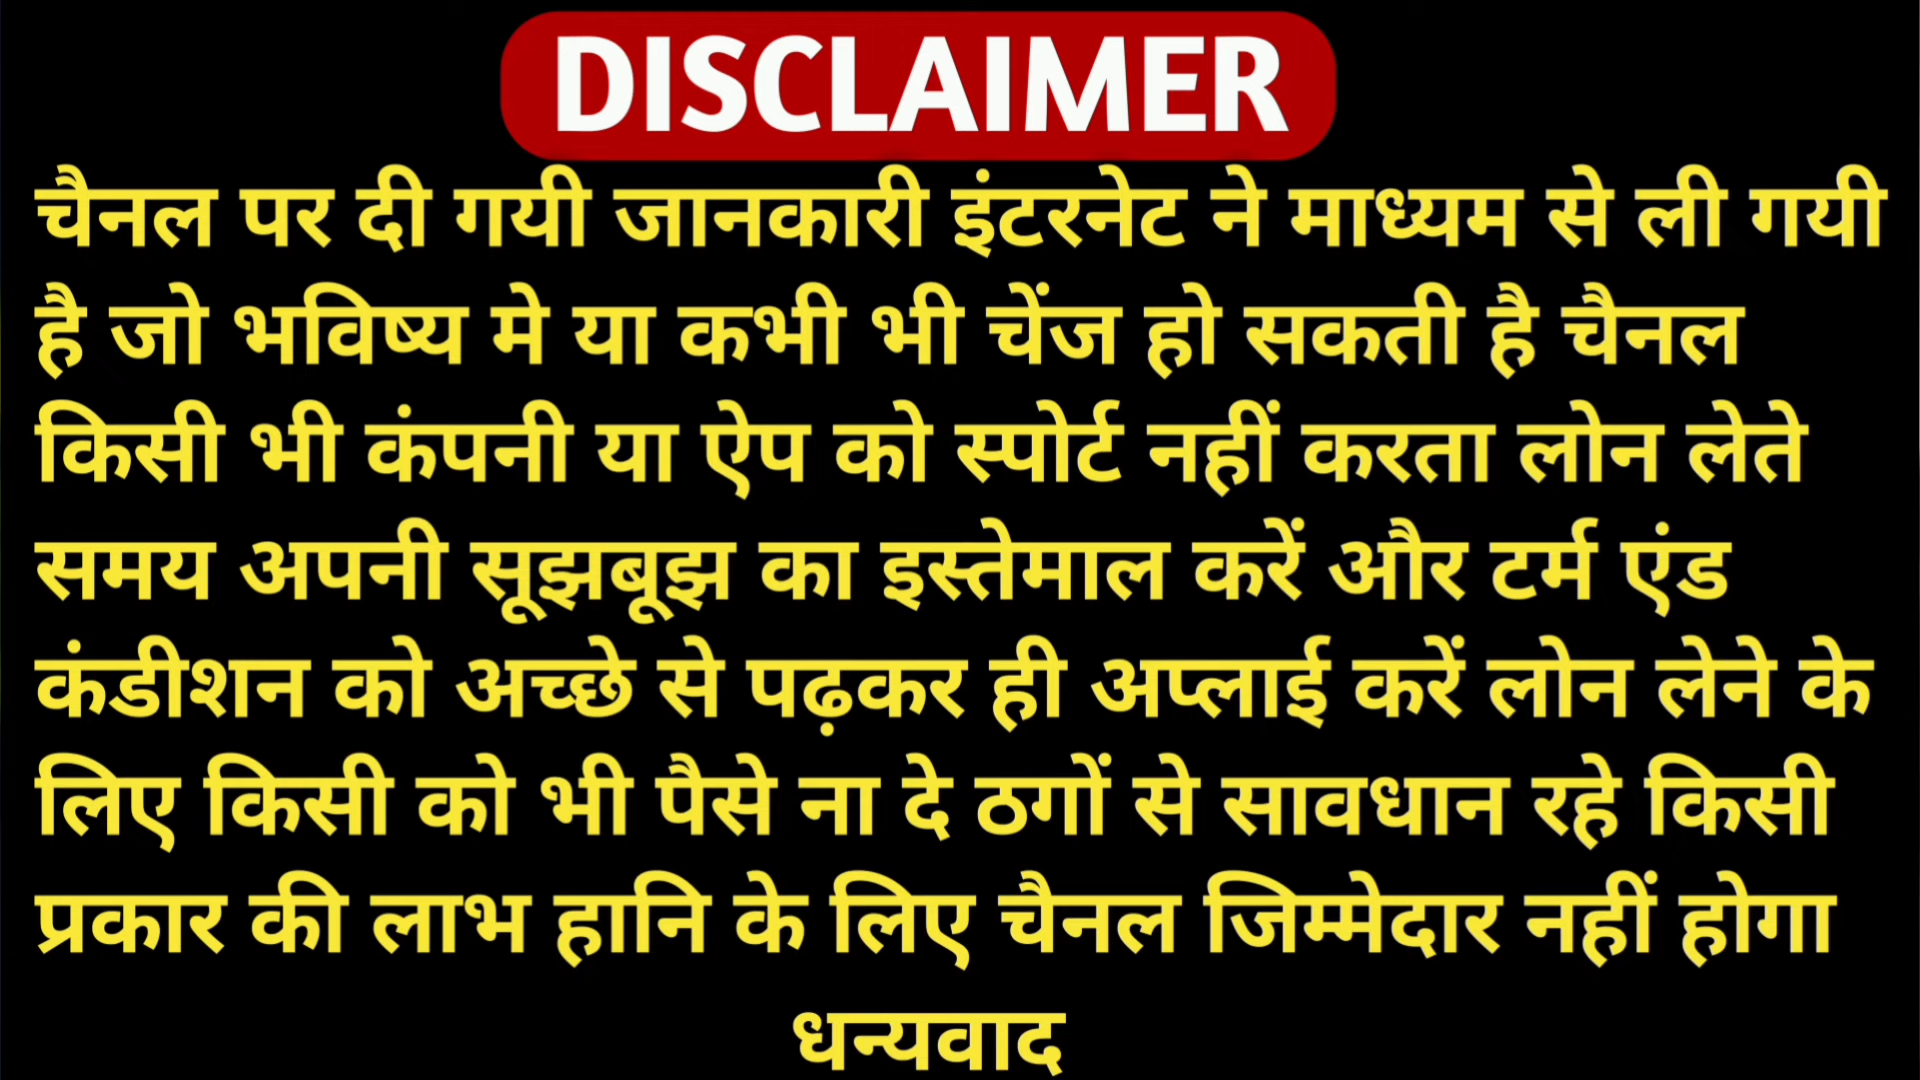 DISCLAIMER
चैनल पर दी गयी जानकारी इंटरनेट ने माध्यम से ली गयी
है जो भविष्य मे या कभी भी चेंज हो सकती है चैनल
किसी भी कंपनी या ऐप को स्पोर्ट नहीं करता लोन लेते
समय अपनी सूझबूझ का इस्तेमाल करें और टर्म एंड
कंडीशन को अच्छे से पढ़कर ही अप्लाई करें लोन लेने के
लिए किसी को भी पैसे ना दे ठगों से सावधान रहे किसी
प्रकार की लाभ हानि के लिए चैनल जिम्मेदार नहीं होगा
धन्यवाद